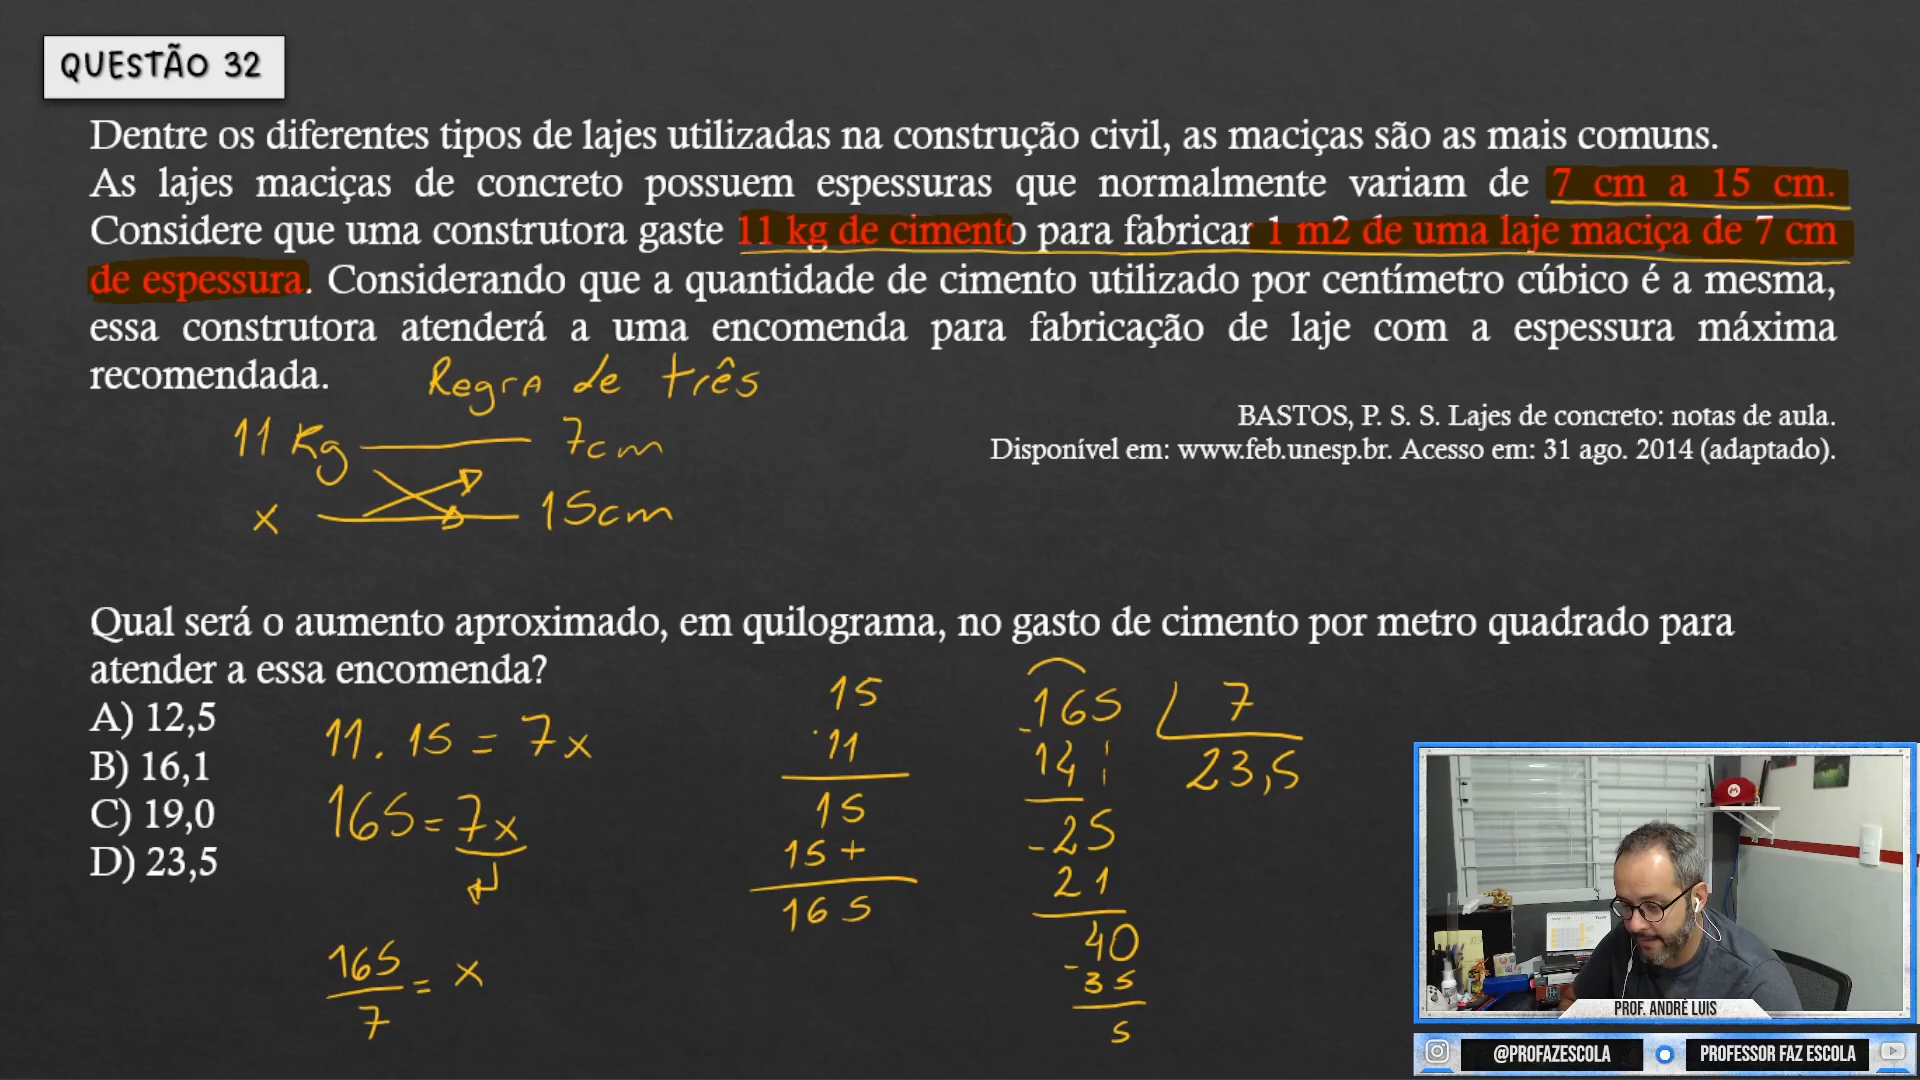 QUESTÃO 32
Dentre os diferentes tipos de lajes utilizadas na construção civil, as maciças são as mais comuns.
As lajes maciças de concreto possuem espessuras que normalmente variam de 7 cm a 15 cm.
Considere que uma construtora gaste 11 kg de cimento para fabricar 1 m2 de uma laje maciça de 7 cm
de espessura. Considerando que a quantidade de cimento utilizado por centímetro cúbico é a mesma,
essa construtora atenderá a uma encomenda para fabricação de laje com a espessura máxima
recomendada.
Regra de três
BASTOS, P. S. S. Lajes de concreto: notas de aula.
Disponível em: www.feb.unesp.br. Acesso em: 31 ago. 2014 (adaptado).
11 Kg 7cm
x 15cm
Qual será o aumento aproximado, em quilograma, no gasto de cimento por metro quadrado para
atender a essa encomenda?
A) 12,5
B) 16,1
C) 19,0
D) 23,5
11 . 15 = 7x
165 = 7x
165
7
= x
15
. 11
15
15 +
165
165 7
- 14 23,5
- 25
21
40
- 35
5
PROF. ANDRÉ LUIS
@PROFAZESCOLA
PROFESSOR FAZ ESCOLA